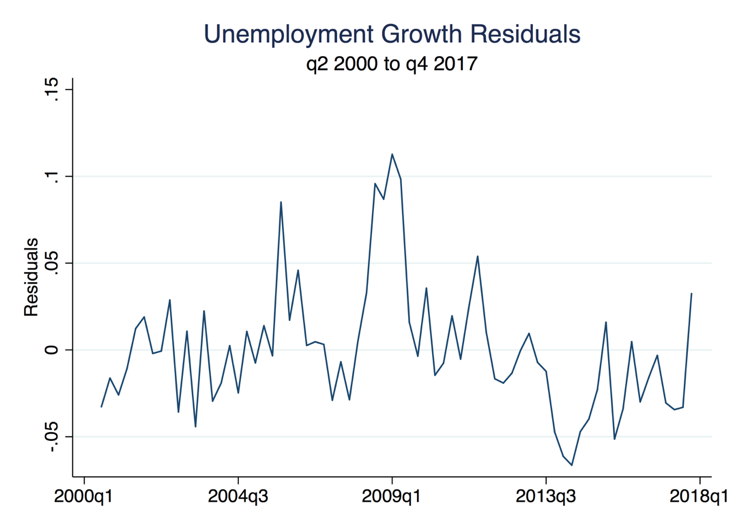 Unemployment Growth Residuals
q2 2000 to q4 2017
Residuals
.15
.1
.05
0
-.05
2000q1 2004q3 2009q1 2013q3 2018q1